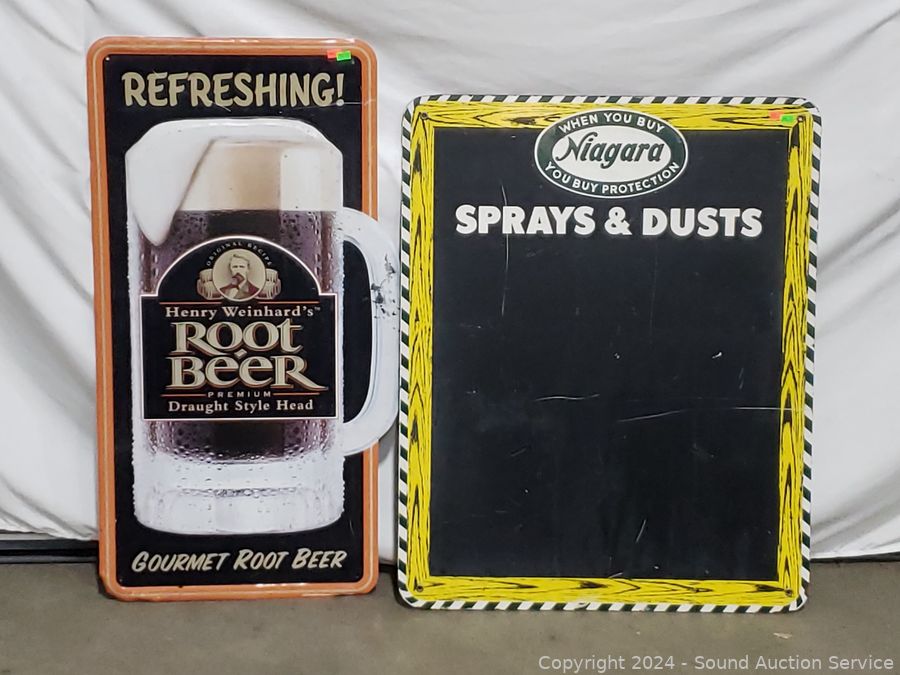 REFRESHING!
ORIGINAL RECIPE
Henry Weinhard's™
ROOT
BEER
PREMIUM
Draught Style Head
GOURMET ROOT BEER
WHEN YOU BUY
Niagara
YOU BUY PROTECTION
SPRAYS & DUSTS
Copyright 2024 - Sound Auction Service